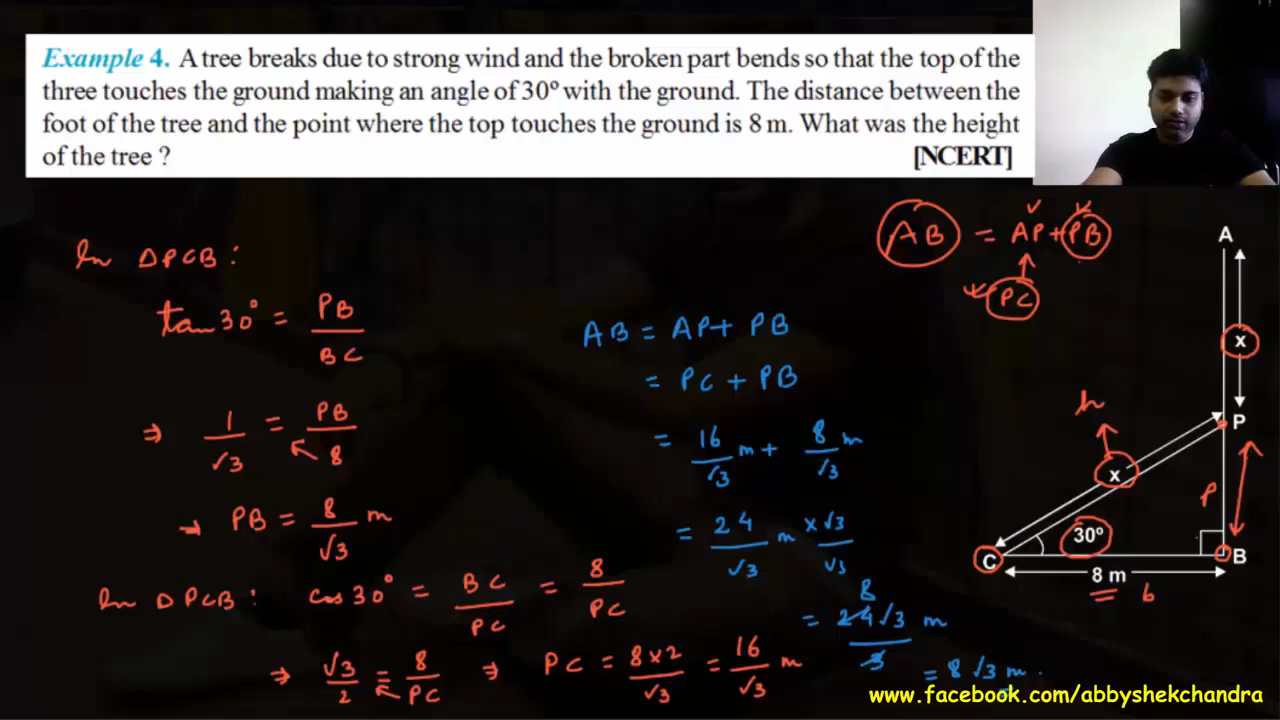 Example 4. A tree breaks due to strong wind and the broken part bends so that the top of the
three touches the ground making an angle of 30º with the ground. The distance between the
foot of the tree and the point where the top touches the ground is 8 m. What was the height
of the tree ? [NCERT]
In ΔPCB :
tan 30° = PB/BC
⇒ 1/√3 = PB/8
→ PB = 8/√3 m
In ΔPCB : cos 30° = BC/PC = 8/PC
⇒ √3/2 = 8/PC ⇒ PC = 8×2/√3 = 16/√3 m
AB = AP + PB
= PC + PB
= 16/√3 m + 8/√3 m
= 24/√3 m × √3/√3
8
= 24√3/3 m
= 8√3 m.
AB = AP + PB
PC
A
x
P
h
x
p
30º
C
B
8 m
b
www.facebook.com/abbyshekchandra